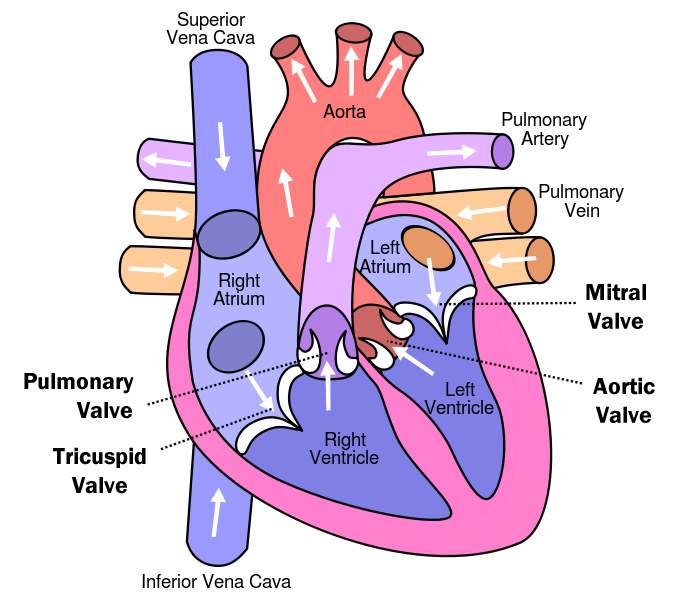 Superior
Vena Cava
Aorta
Pulmonary
Artery
Pulmonary
Vein
Left
Atrium
Right
Atrium
Mitral
Valve
Pulmonary
Valve
Aortic
Valve
Left
Ventricle
Tricuspid
Valve
Right
Ventricle
Inferior Vena Cava